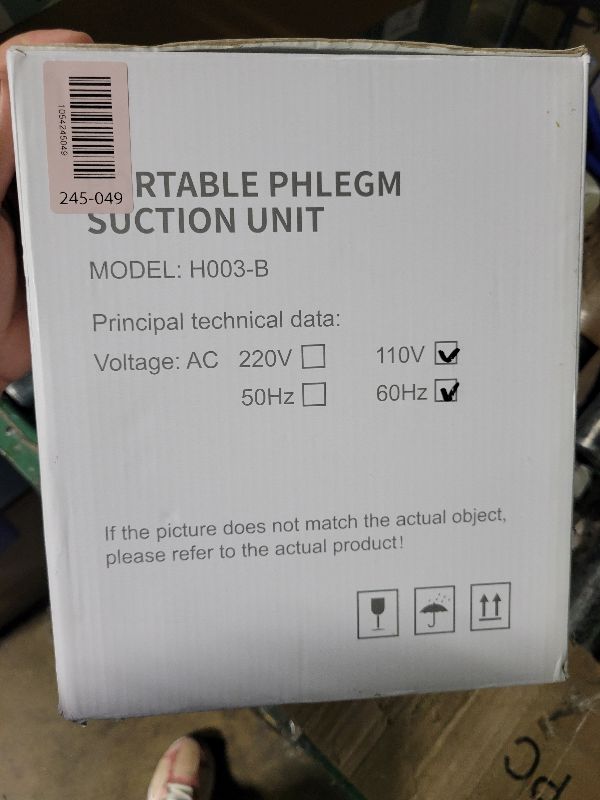 1054245049
245-049
RTABLE PHLEGM
SUCTION UNIT
MODEL: H003-B
Principal technical data:
Voltage: AC 220V 110V
50Hz 60Hz
If the picture does not match the actual object,
please refer to the actual product!